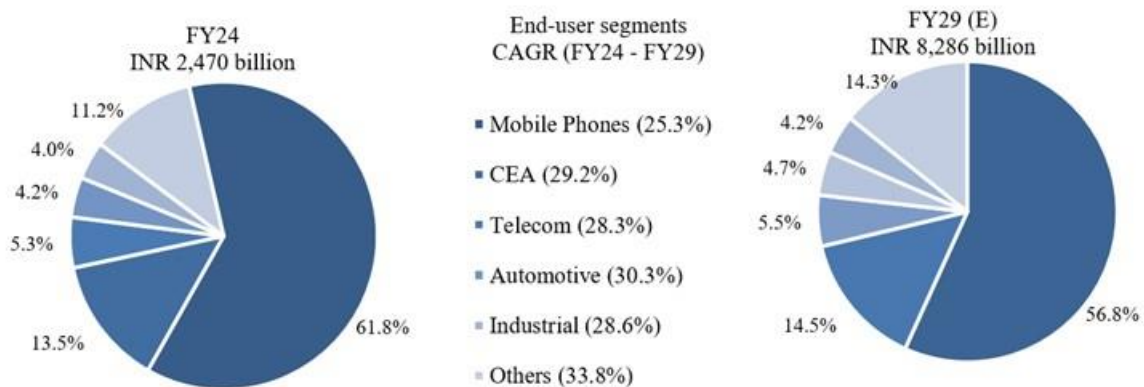 FY24
INR 2,470 billion
11.2%
4.0%
4.2%
5.3%
13.5%
61.8%
End-user segments
CAGR (FY24 - FY29)
Mobile Phones (25.3%)
CEA (29.2%)
Telecom (28.3%)
Automotive (30.3%)
Industrial (28.6%)
Others (33.8%)
FY29 (E)
INR 8,286 billion
14.3%
4.2%
4.7%
5.5%
14.5%
56.8%